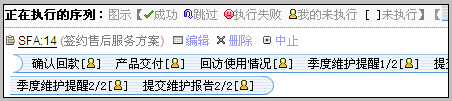 正在执行的序列：图示【成功 跳过 执行失败 我的未执行 [ ]未执行】【
SFA:14 (签约售后服务方案) 编辑 删除 中止
确认回款[ ] 产品交付[ ] 回访使用情况[ ] 季度维护提醒1/2[ ] 提交
季度维护提醒2/2[ ] 提交维护报告2/2[ ]